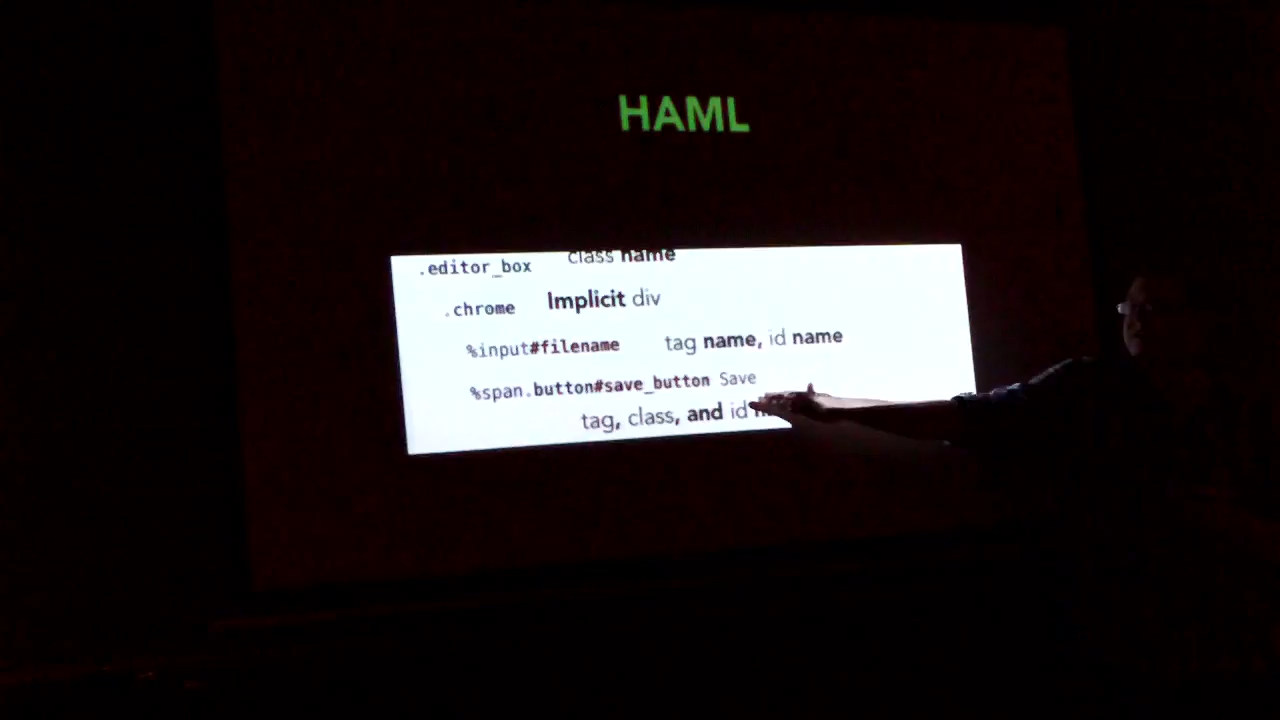 HAML
.editor_box class name
.chrome Implicit div
%input#filename tag name, id name
%span.button#save_button Save
tag, class, and id